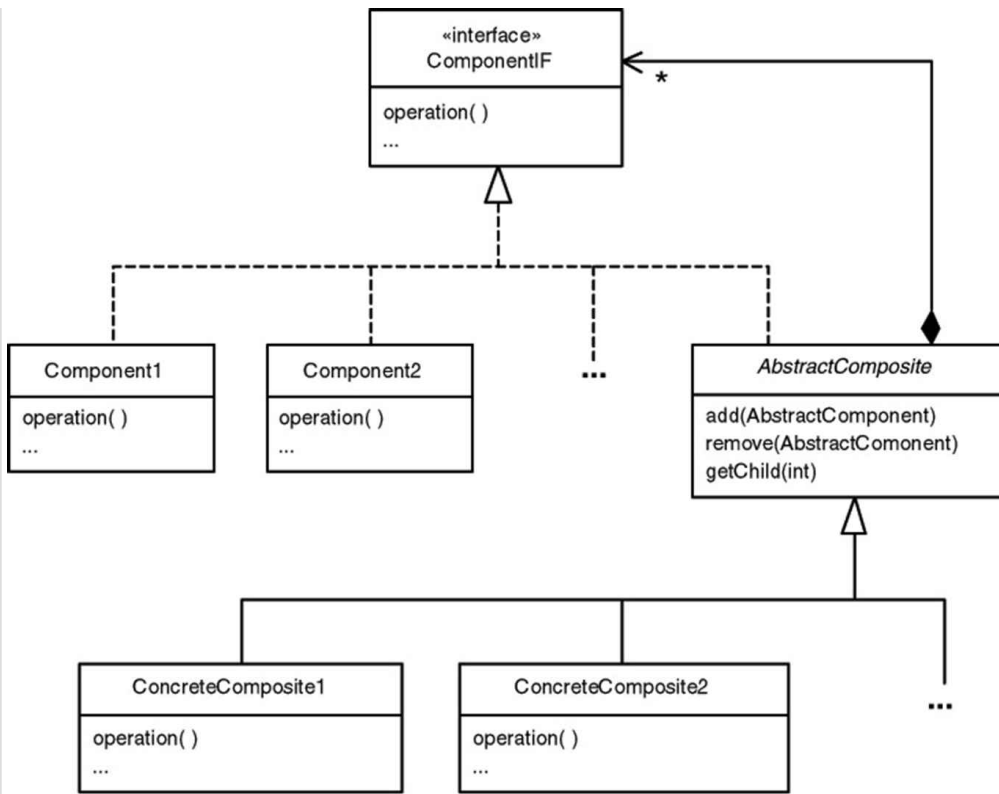 «interface»
ComponentIF
operation( )
...
*
Component1
operation( )
...
Component2
operation( )
...
...
AbstractComposite
add(AbstractComponent)
remove(AbstractComonent)
getChild(int)
ConcreteComposite1
operation( )
...
ConcreteComposite2
operation( )
...
...